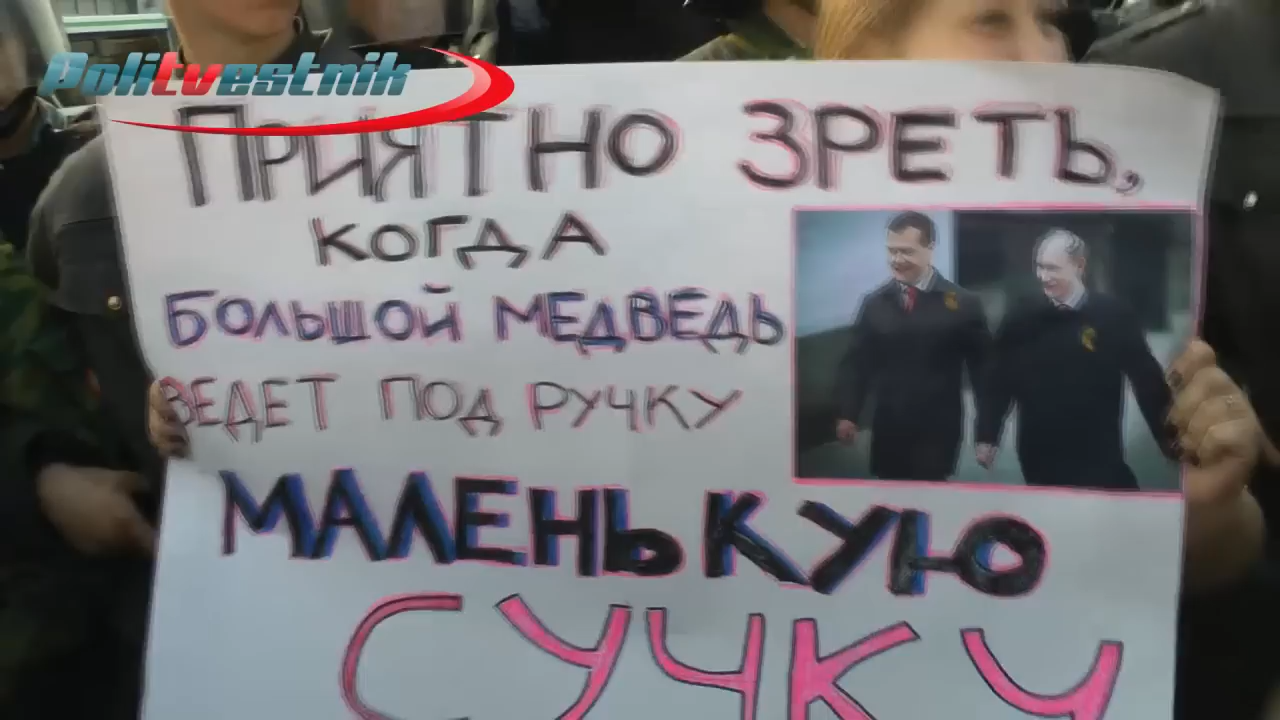 Politvestnik
ПРИЯТНО ЗРЕТЬ,
КОГДА
БОЛЬШОЙ МЕДВЕДЬ
ВЕДЕТ ПОД РУЧКУ
МАЛЕНЬКУЮ
СУЧКУ